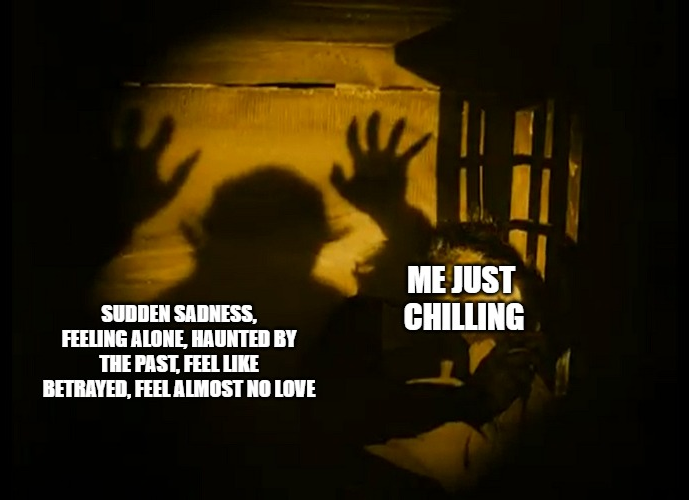 ME JUST
CHILLING
SUDDEN SADNESS,
FEELING ALONE, HAUNTED BY
THE PAST, FEEL LIKE
BETRAYED, FEEL ALMOST NO LOVE